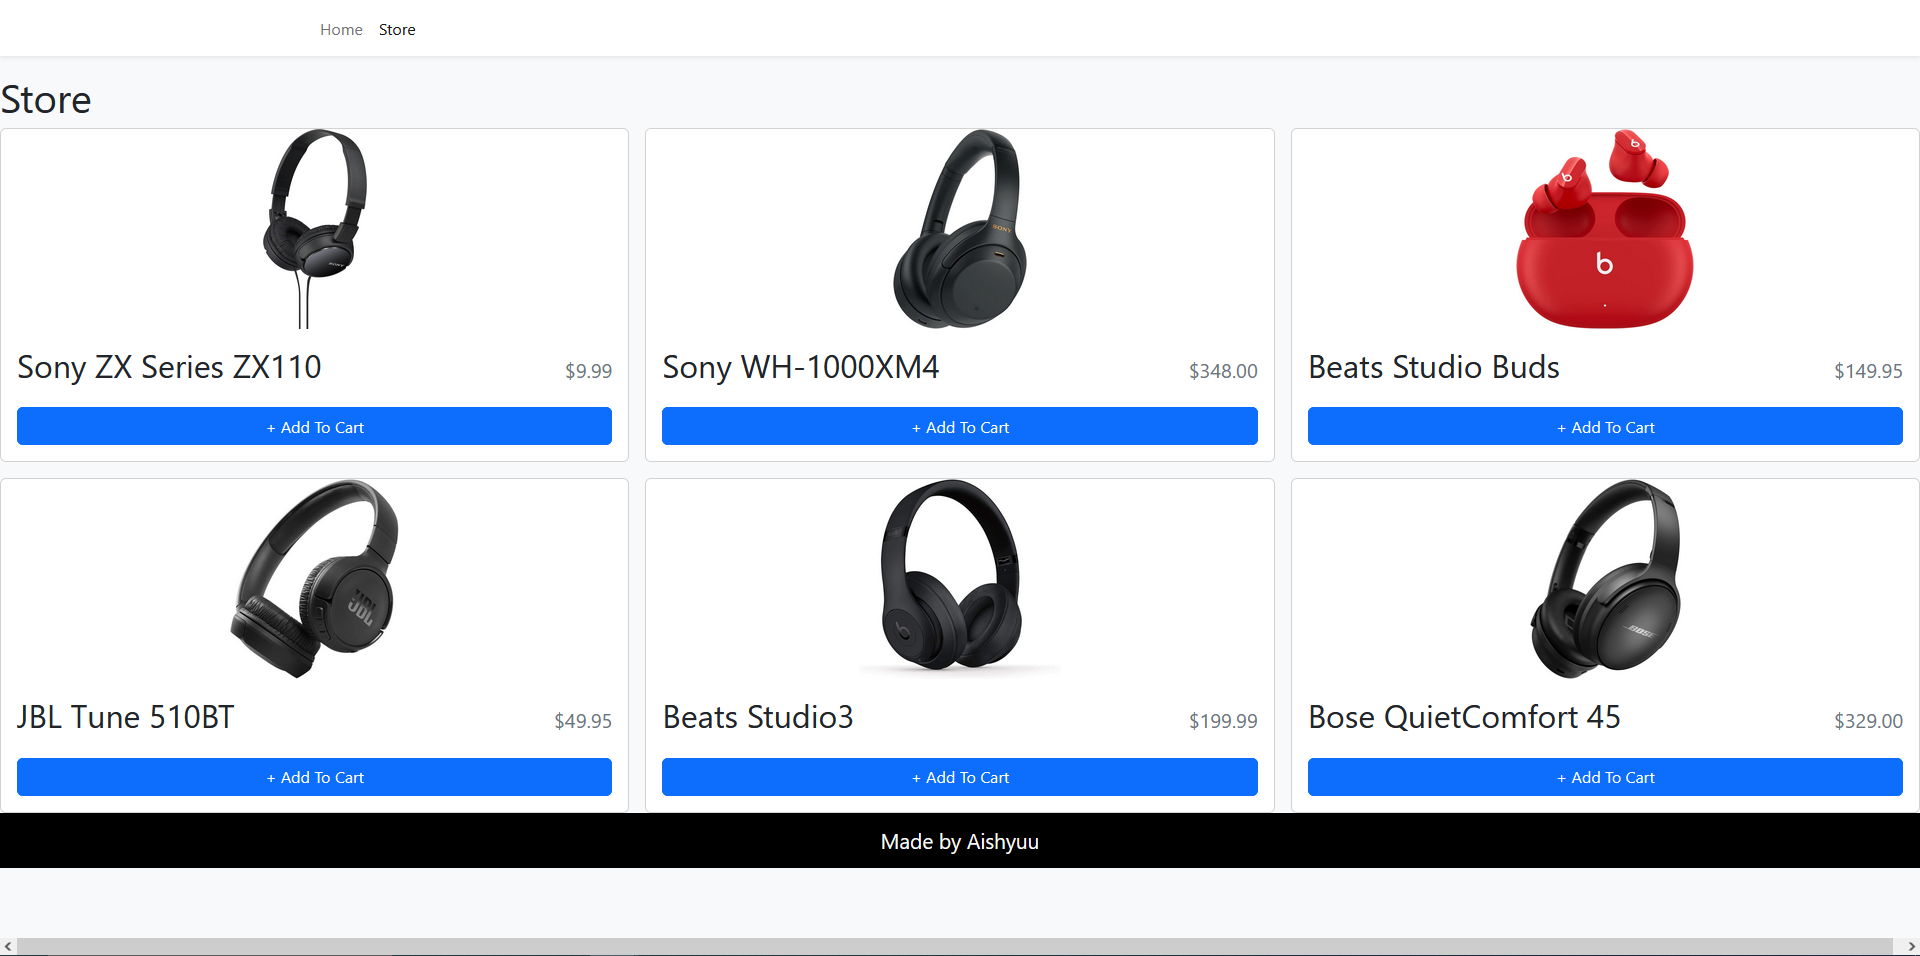 Home Store
Store
SONY
SONY
b
b
b
Sony ZX Series ZX110 $9.99
Sony WH-1000XM4 $348.00
Beats Studio Buds $149.95
+ Add To Cart
+ Add To Cart
+ Add To Cart
JBL
b
BOSE
JBL Tune 510BT $49.95
Beats Studio3 $199.99
Bose QuietComfort 45 $329.00
+ Add To Cart
+ Add To Cart
+ Add To Cart
Made by Aishyuu